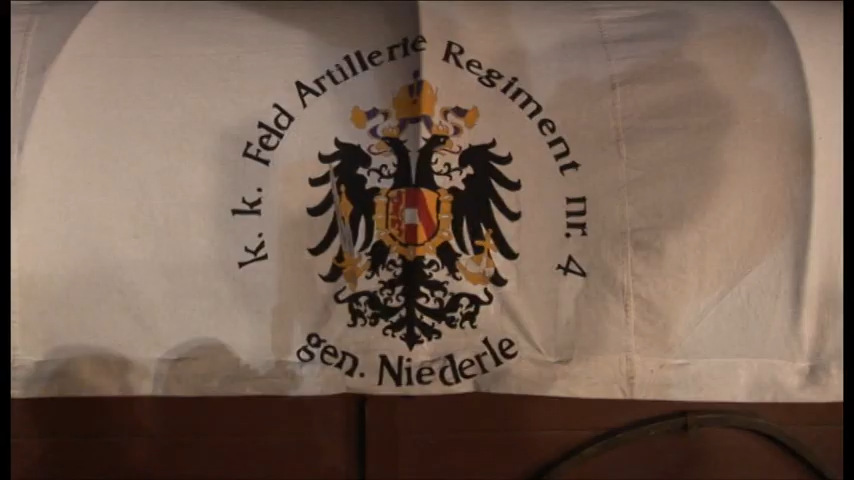 k. k. Feld Artillerie Regiment nr. 4
gen. Niederle